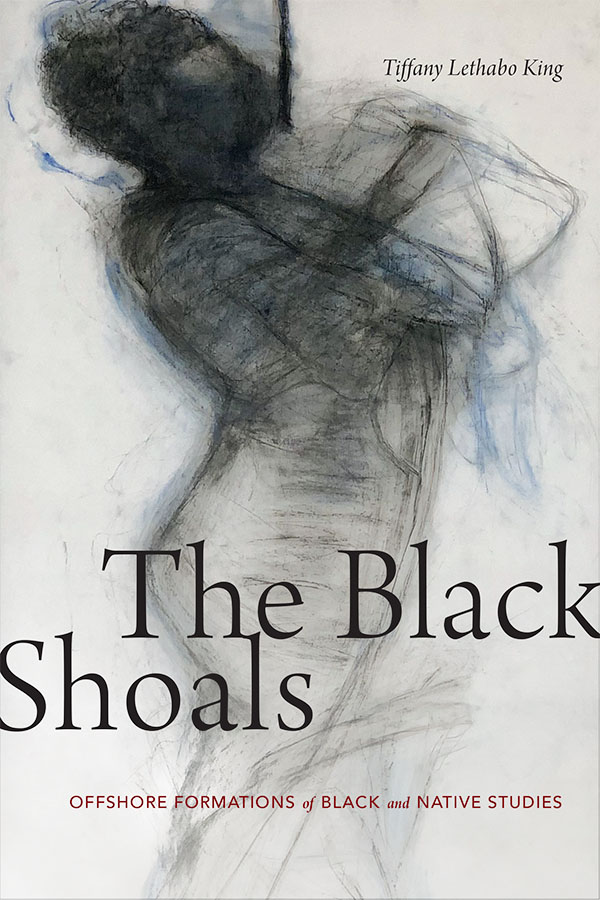 Tiffany Lethabo King
The Black
Shoals
OFFSHORE FORMATIONS of BLACK and NATIVE STUDIES